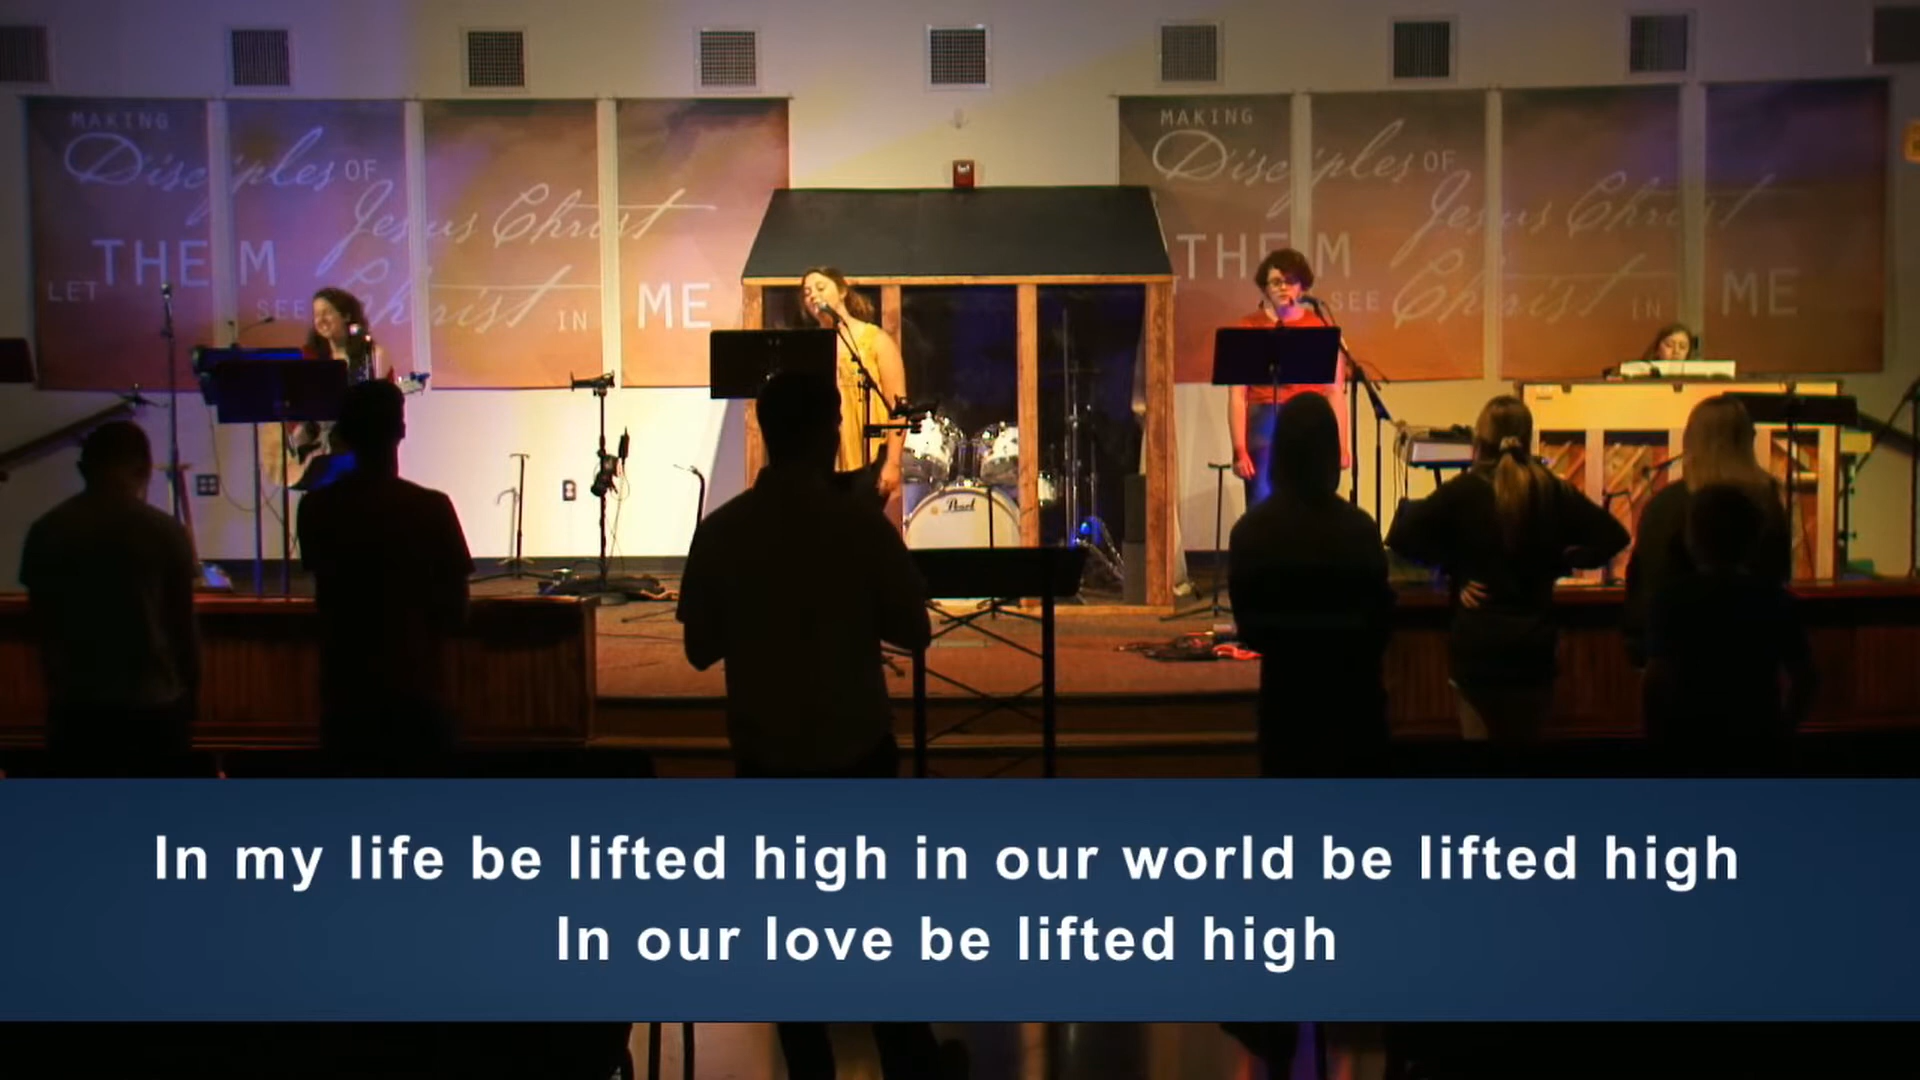 MAKING
Disciples OF
Jesus Christ
LET THEM
SEE Christ IN ME
MAKING
Disciples OF
Jesus Christ
THEM
SEE Christ IN ME
Pearl
In my life be lifted high in our world be lifted high
In our love be lifted high